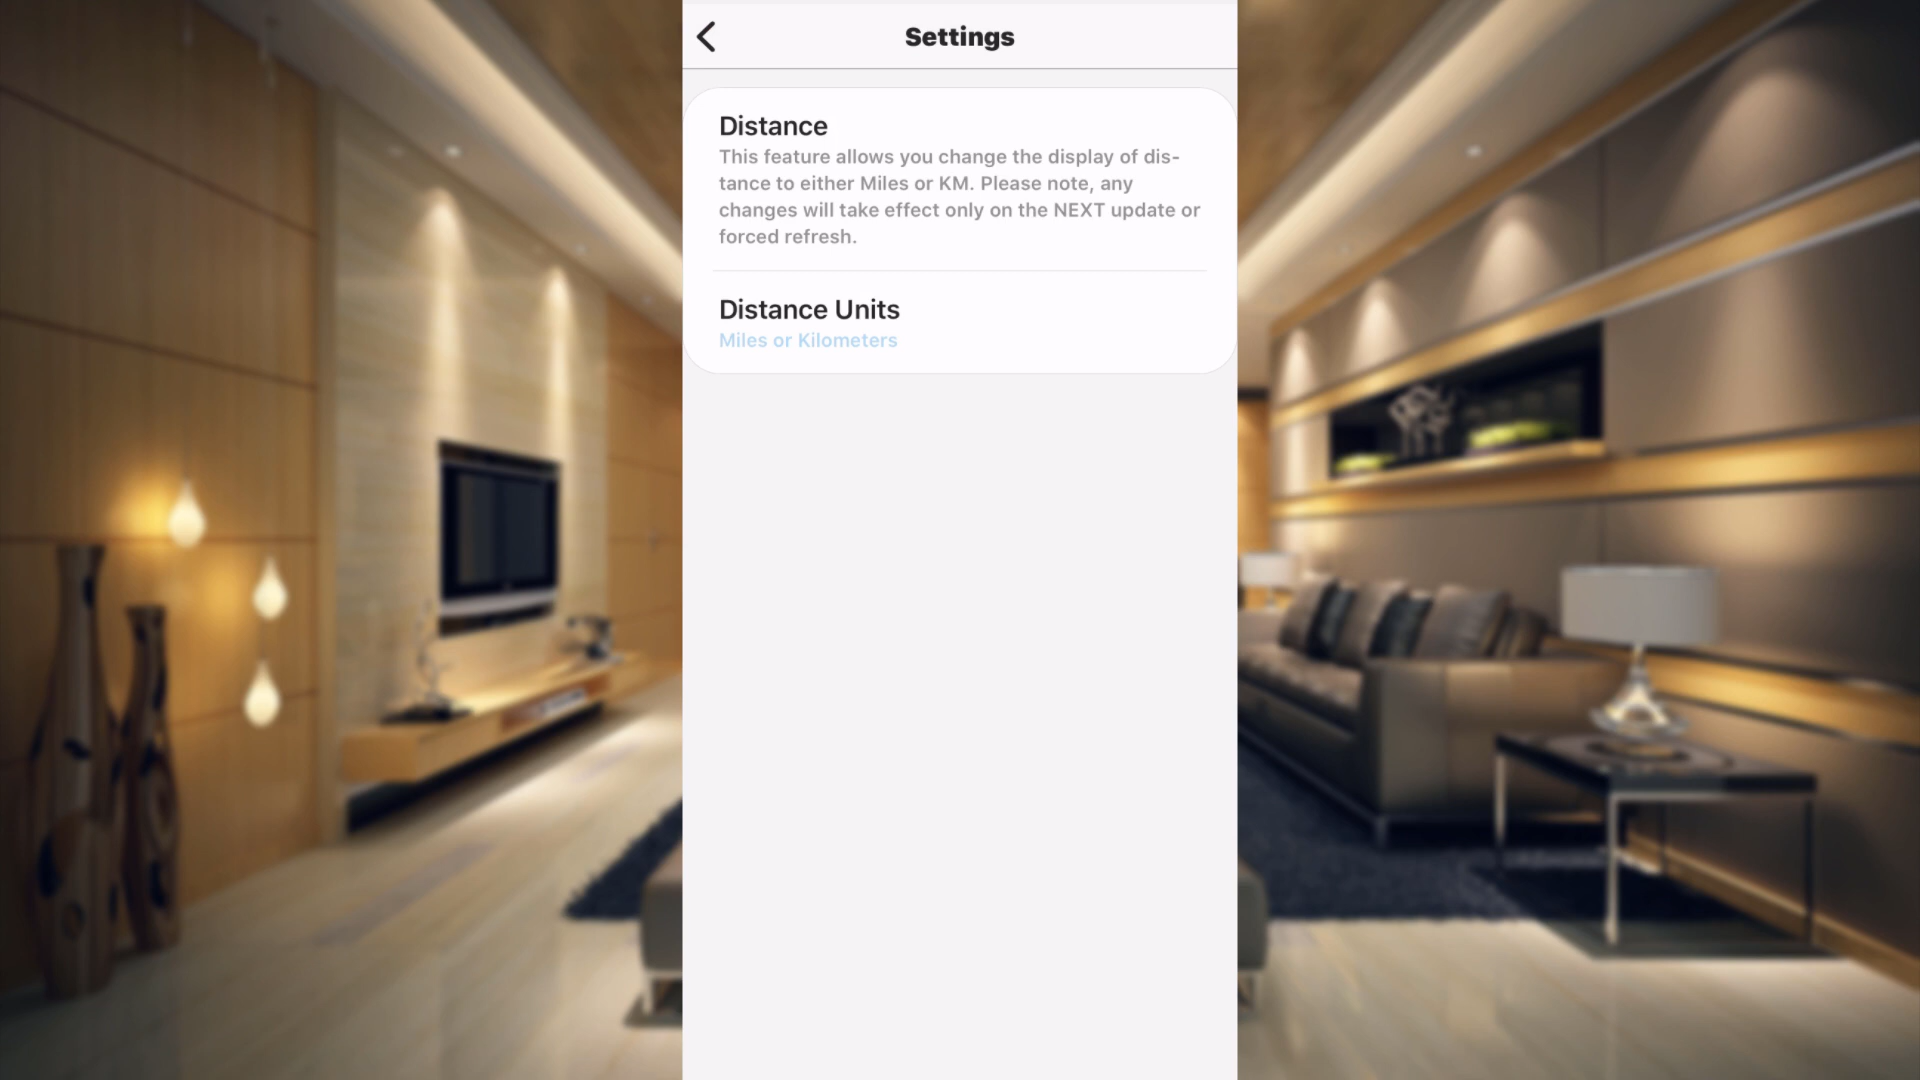 Settings
Distance
This feature allows you change the display of dis-
tance to either Miles or KM. Please note, any
changes will take effect only on the NEXT update or
forced refresh.
Distance Units
Miles or Kilometers